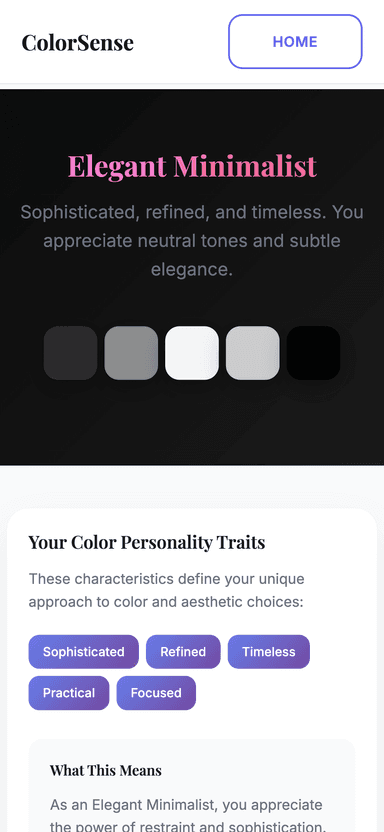 ColorSense
HOME
Elegant Minimalist
Sophisticated, refined, and timeless. You
appreciate neutral tones and subtle
elegance.
Your Color Personality Traits
These characteristics define your unique
approach to color and aesthetic choices:
Sophisticated
Refined
Timeless
Practical
Focused
What This Means
As an Elegant Minimalist, you appreciate
the power of restraint and sophistication.